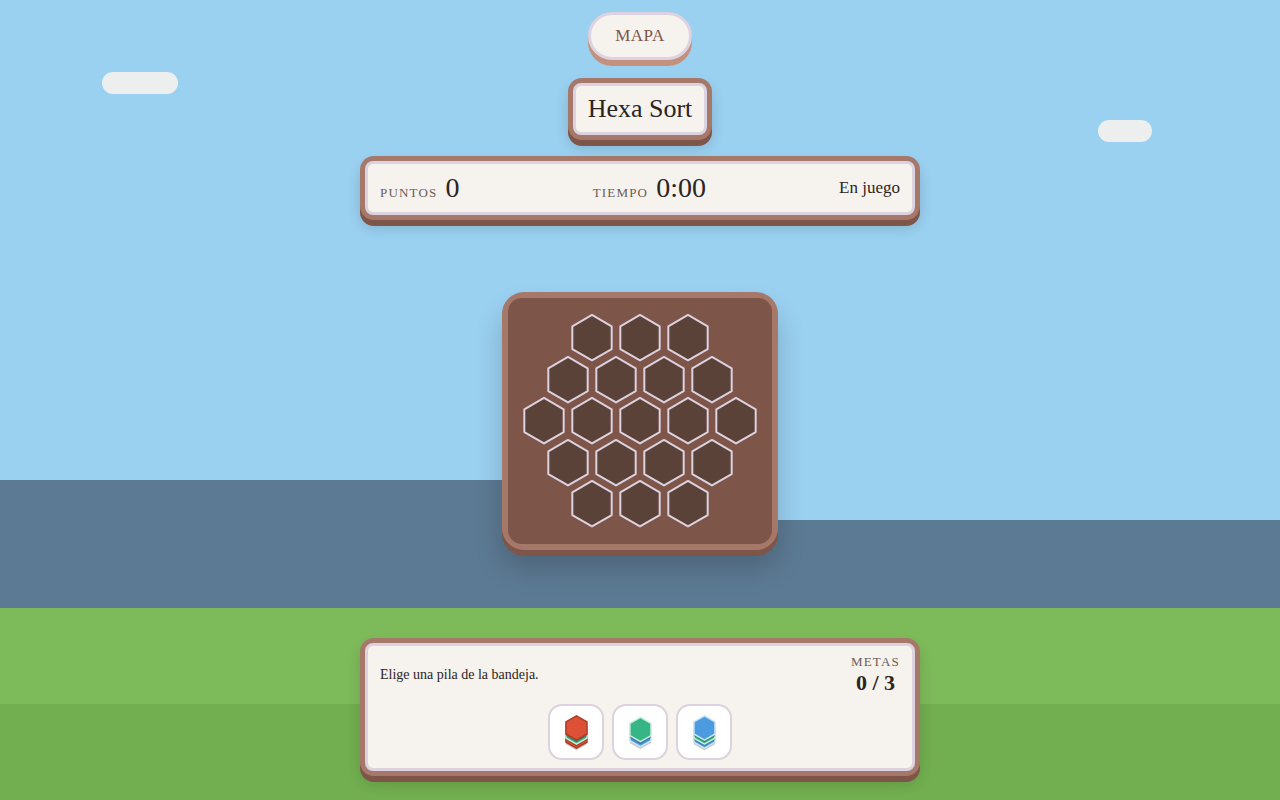 MAPA
Hexa Sort
PUNTOS 0 TIEMPO 0:00 En juego
Elige una pila de la bandeja.
METAS
0 / 3